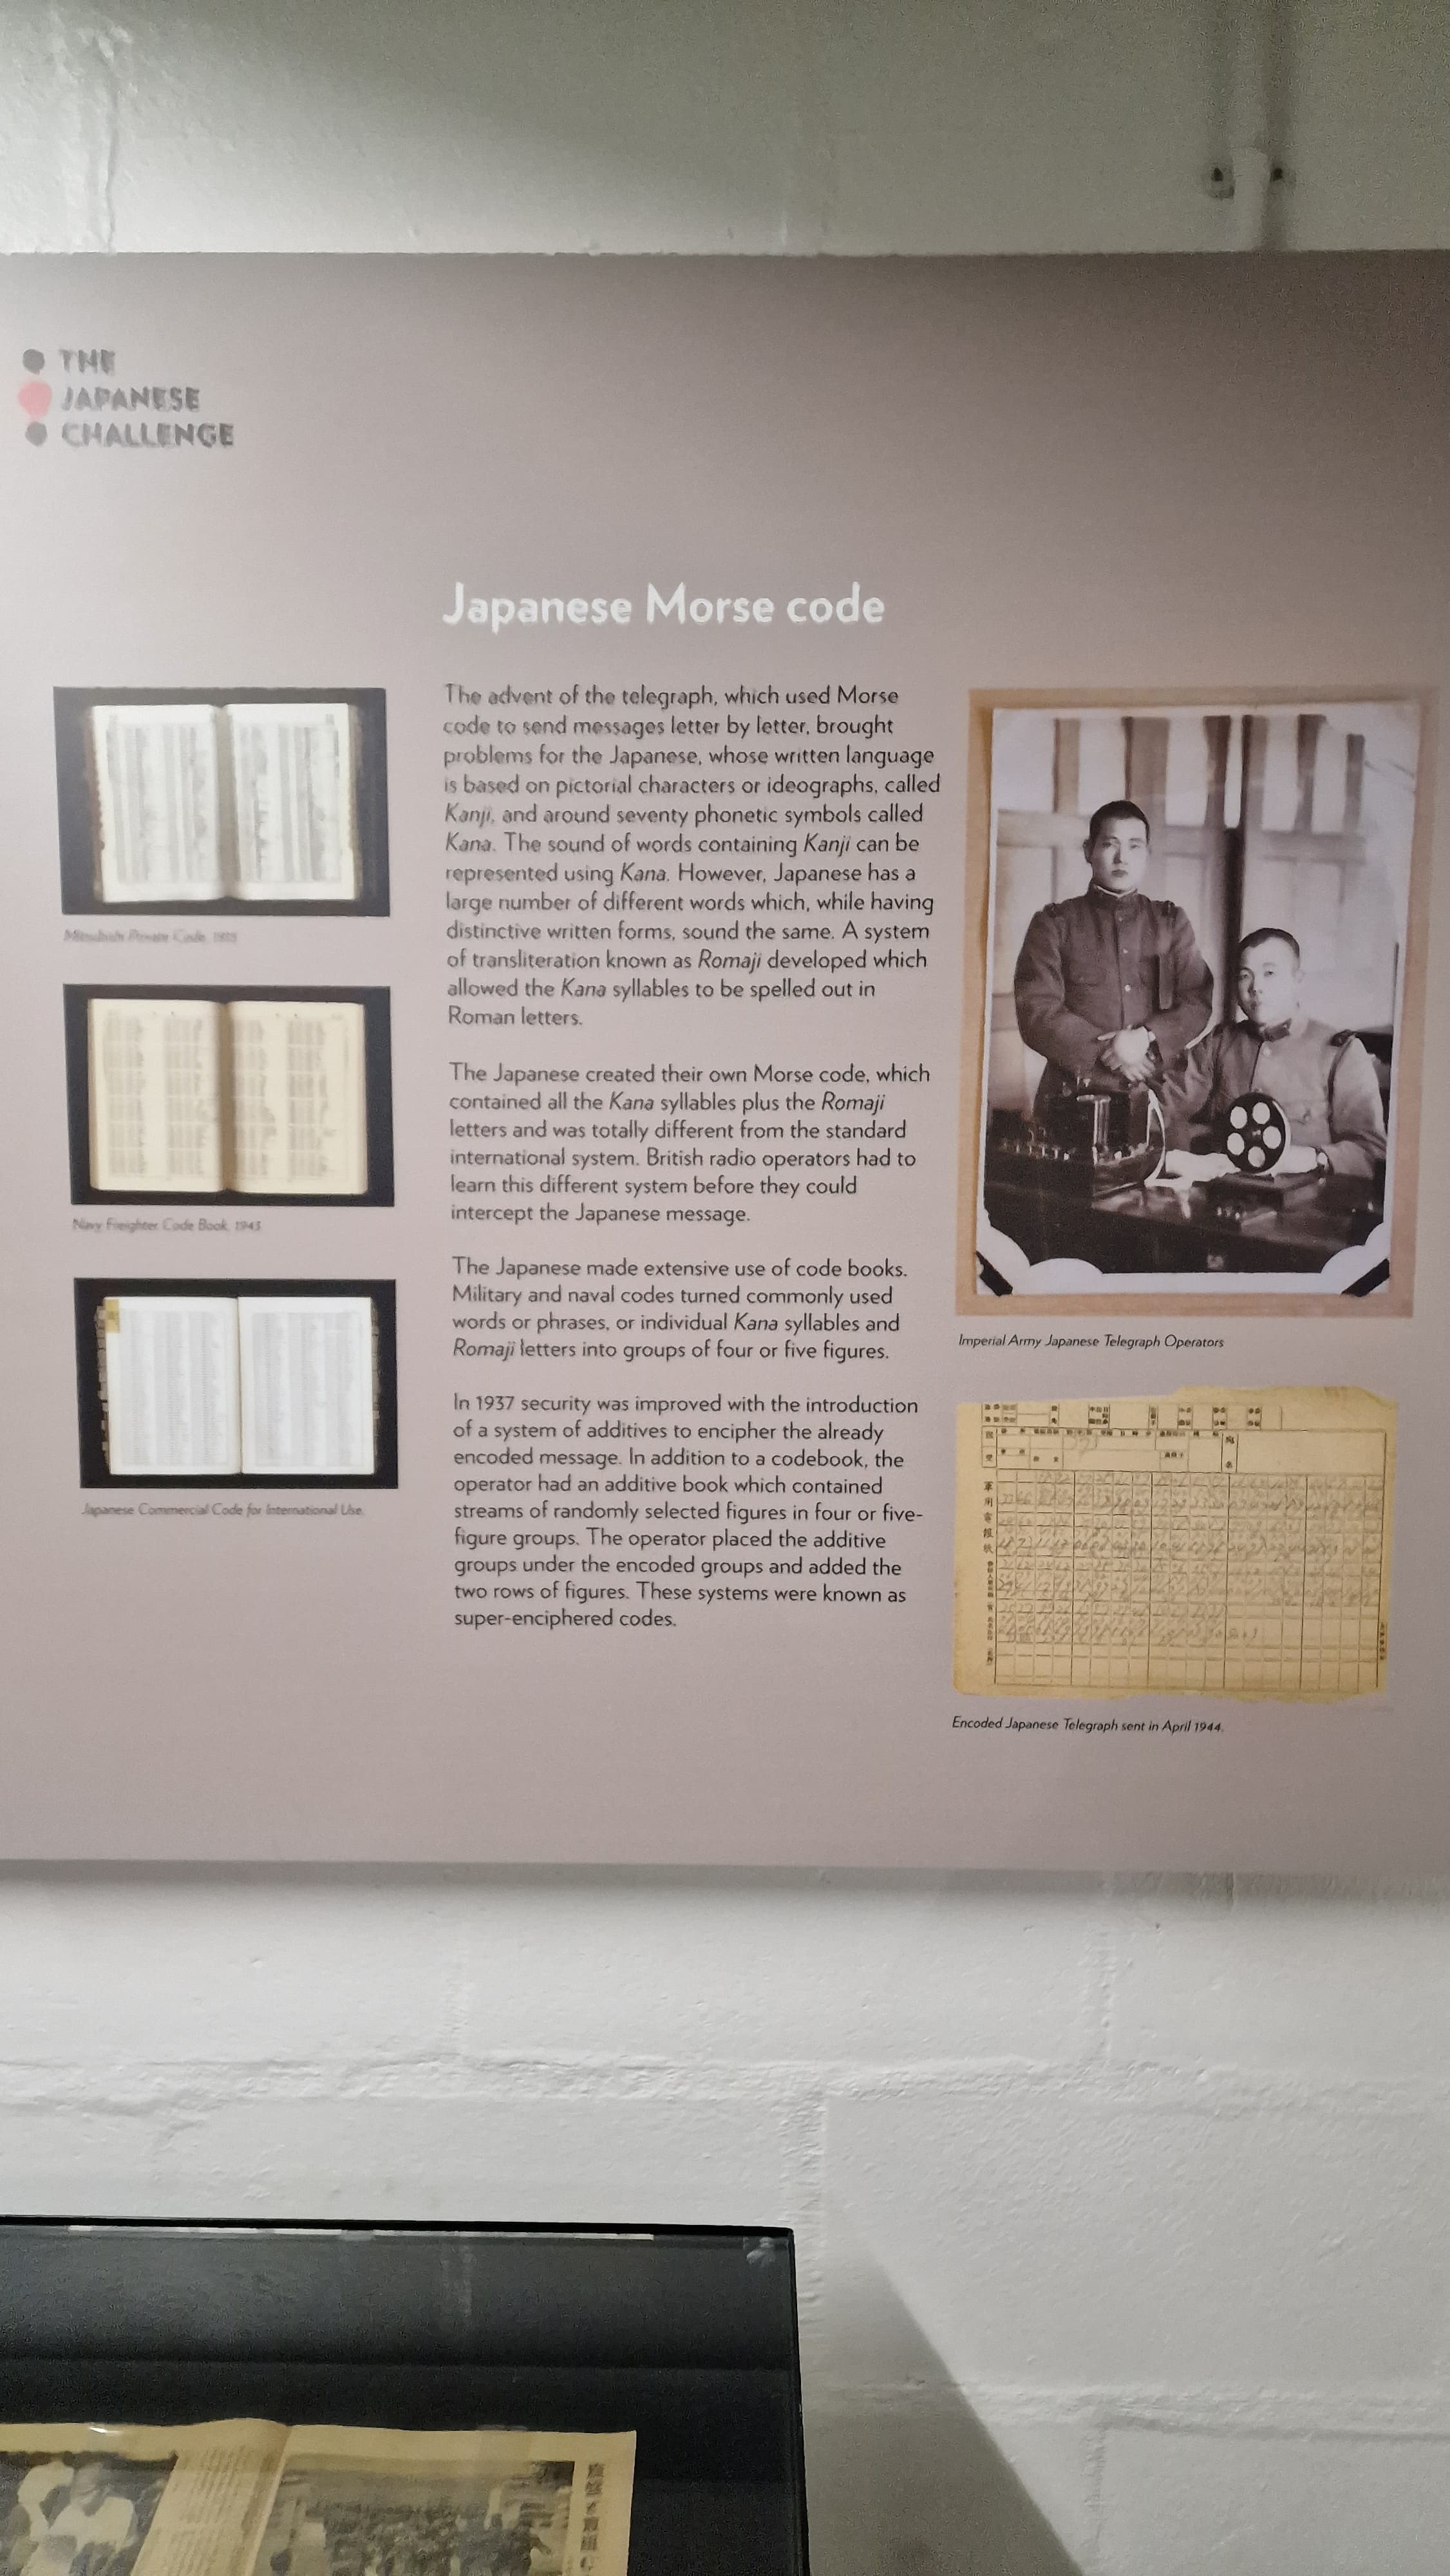 THE
JAPANESE
CHALLENGE
Japanese Morse code
The advent of the telegraph, which used Morse
code to send messages letter by letter, brought
problems for the Japanese, whose written language
is based on pictorial characters or ideographs, called
Kanji, and around seventy phonetic symbols called
Kana. The sound of words containing Kanji can be
represented using Kana. However, Japanese has a
large number of different words which, while having
distinctive written forms, sound the same. A system
of transliteration known as Romaji developed which
allowed the Kana syllables to be spelled out in
Roman letters.
The Japanese created their own Morse code, which
contained all the Kana syllables plus the Romaji
letters and was totally different from the standard
international system. British radio operators had to
learn this different system before they could
intercept the Japanese message.
The Japanese made extensive use of code books.
Military and naval codes turned commonly used
words or phrases, or individual Kana syllables and
Romaji letters into groups of four or five figures.
In 1937 security was improved with the introduction
of a system of additives to encipher the already
encoded message. In addition to a codebook, the
operator had an additive book which contained
streams of randomly selected figures in four or five-
figure groups. The operator placed the additive
groups under the encoded groups and added the
two rows of figures. These systems were known as
super-enciphered codes.
Mitsubishi Private Code,
Navy Freighter Code Book, 1943
Japanese Commercial Code for International Use.
Imperial Army Japanese Telegraph Operators
Encoded Japanese Telegraph sent in April 1944.